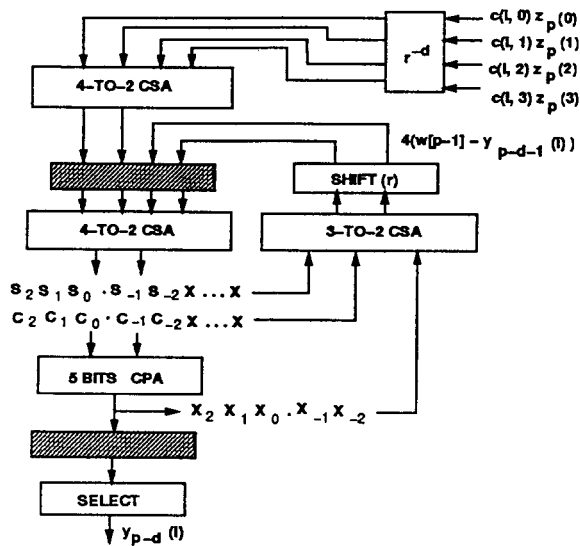 c(l, 0) z_p(0)
c(l, 1) z_p(1)
c(l, 2) z_p(2)
c(l, 3) z_p(3)
r^{-d}
4-TO-2 CSA
4(w[p-1] - y_{p-d-1}(l))
SHIFT (r)
4-TO-2 CSA
3-TO-2 CSA
S_2 S_1 S_0 . S_{-1} S_{-2} X ... X
C_2 C_1 C_0 . C_{-1} C_{-2} X ... X
5 BITS CPA
X_2 X_1 X_0 . X_{-1} X_{-2}
SELECT
y_{p-d}(l)